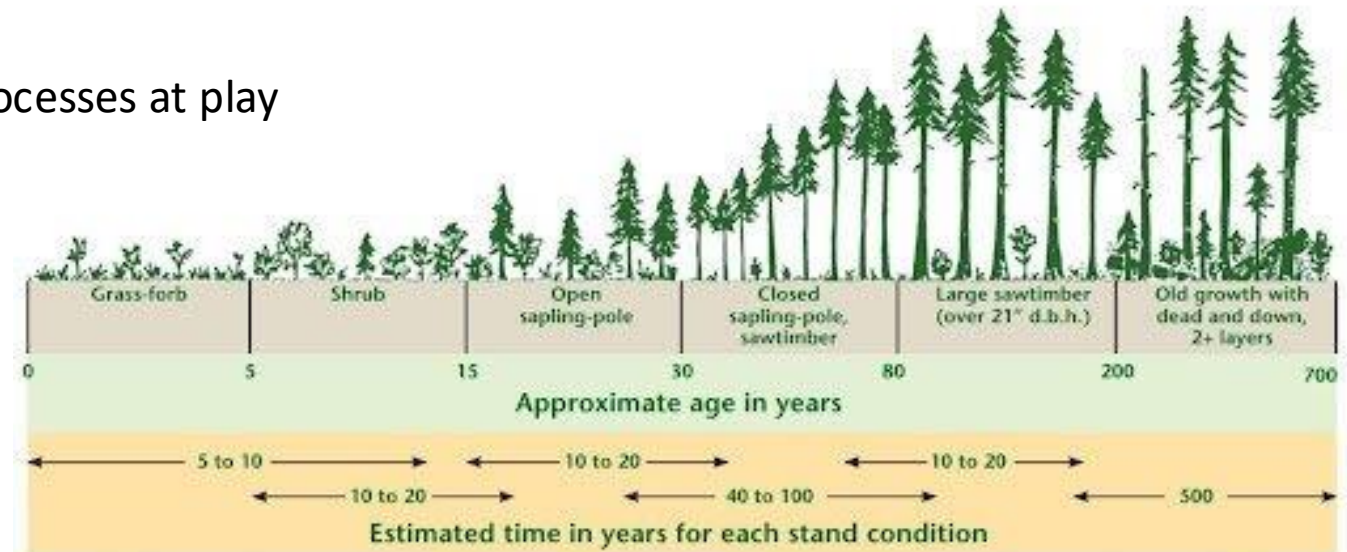 ocesses at play
Grass-forb
Shrub
Open
sapling-pole
Closed
sapling-pole,
sawtimber
Large sawtimber
(over 21" d.b.h.)
Old growth with
dead and down,
2+ layers
0 5 15 30 80 200 700
Approximate age in years
5 to 10 10 to 20 10 to 20
10 to 20 40 to 100 500
Estimated time in years for each stand condition